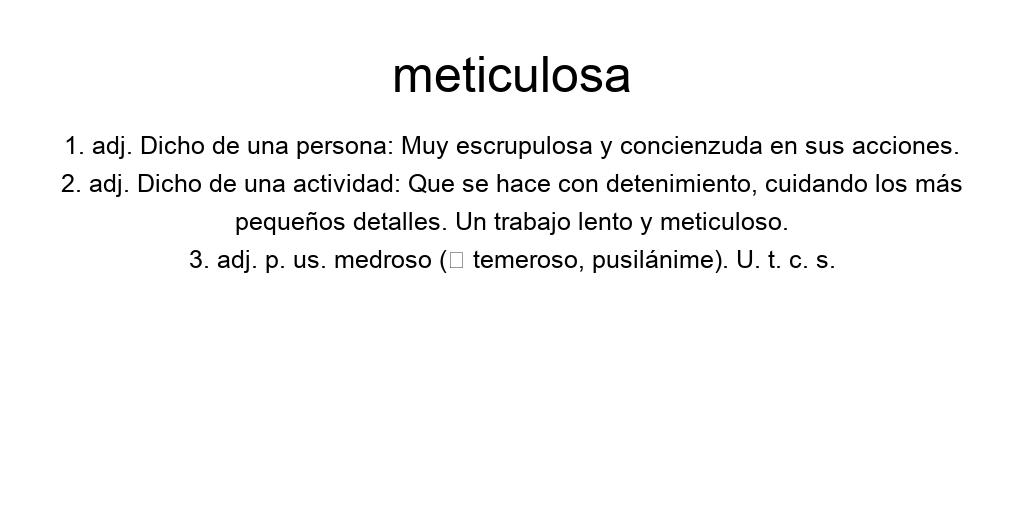 meticulosa
1. adj. Dicho de una persona: Muy escrupulosa y concienzuda en sus acciones.
2. adj. Dicho de una actividad: Que se hace con detenimiento, cuidando los más
pequeños detalles. Un trabajo lento y meticuloso.
3. adj. p. us. medroso (□ temeroso, pusilánime). U. t. c. s.